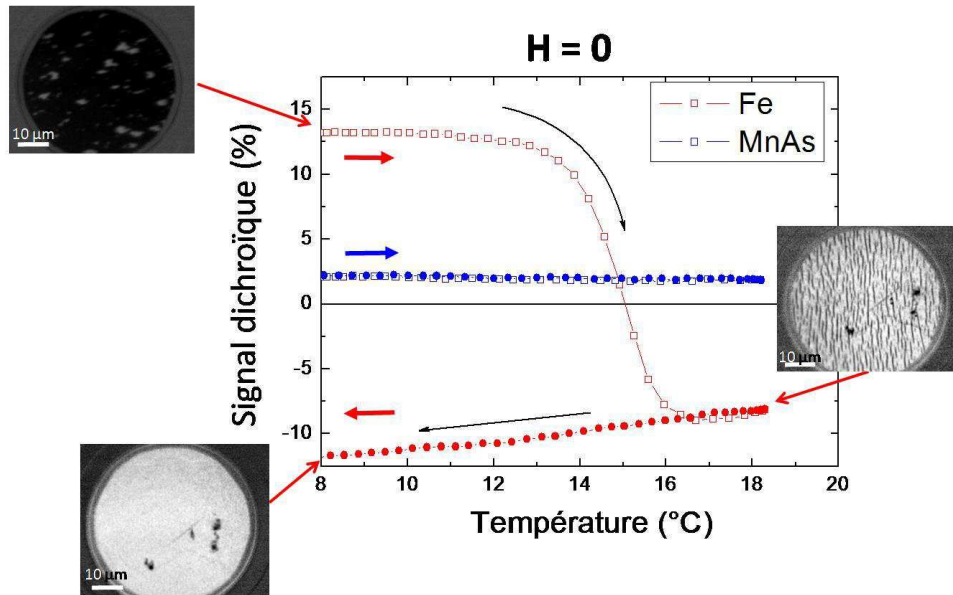 H = 0
10 µm
Signal dichroïque (%)
15
10
5
0
-5
-10
Fe
MnAs
10 µm
10 µm
8
10
12
14
16
18
20
Température (°C)